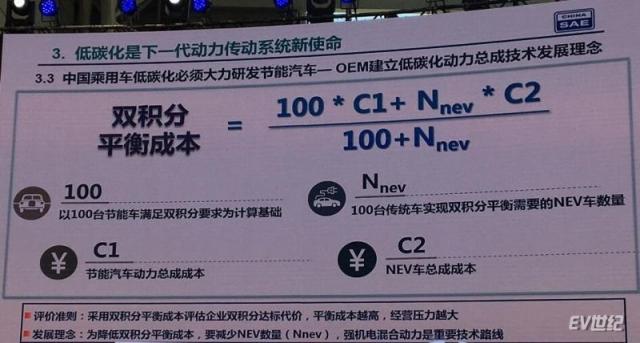 CHINA
SAE
3. 低碳化是下一代动力传动系统新使命
3.3 中国乘用车低碳化必须大力研发节能汽车— OEM建立低碳化动力总成技术发展理念
双积分
平衡成本
=
100 * C1+ Nnev * C2
100+Nnev
100
以100台节能车满足双积分要求为计算基础
Nnev
100台传统车实现双积分平衡需要的NEV车数量
¥
C1
节能汽车动力总成成本
¥
C2
NEV车总成成本
评价准则：采用双积分平衡成本评估企业双积分达标代价，平衡成本越高，经营压力越大
发展理念：为降低双积分平衡成本，要减少NEV数量（Nnev），强机电混合动力是重要技术路线
EV世纪